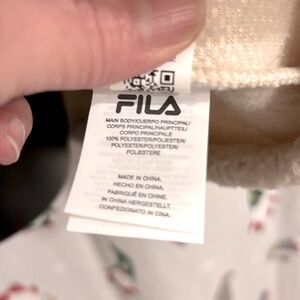 FILA
MAIN BODY/CUERPO PRINCIPAL/
CORPS PRINCIPAL/HAUPTTEIL/
CORPO PRINCIPALE
100% POLYESTER/POLIESTER/
POLYESTER/POLYESTER/
POLIESTERE
MADE IN CHINA.
HECHO EN CHINA.
FABRIQUÉ EN CHINE.
IN CHINA HERGESTELLT.
CONFEZIONATO IN CINA.